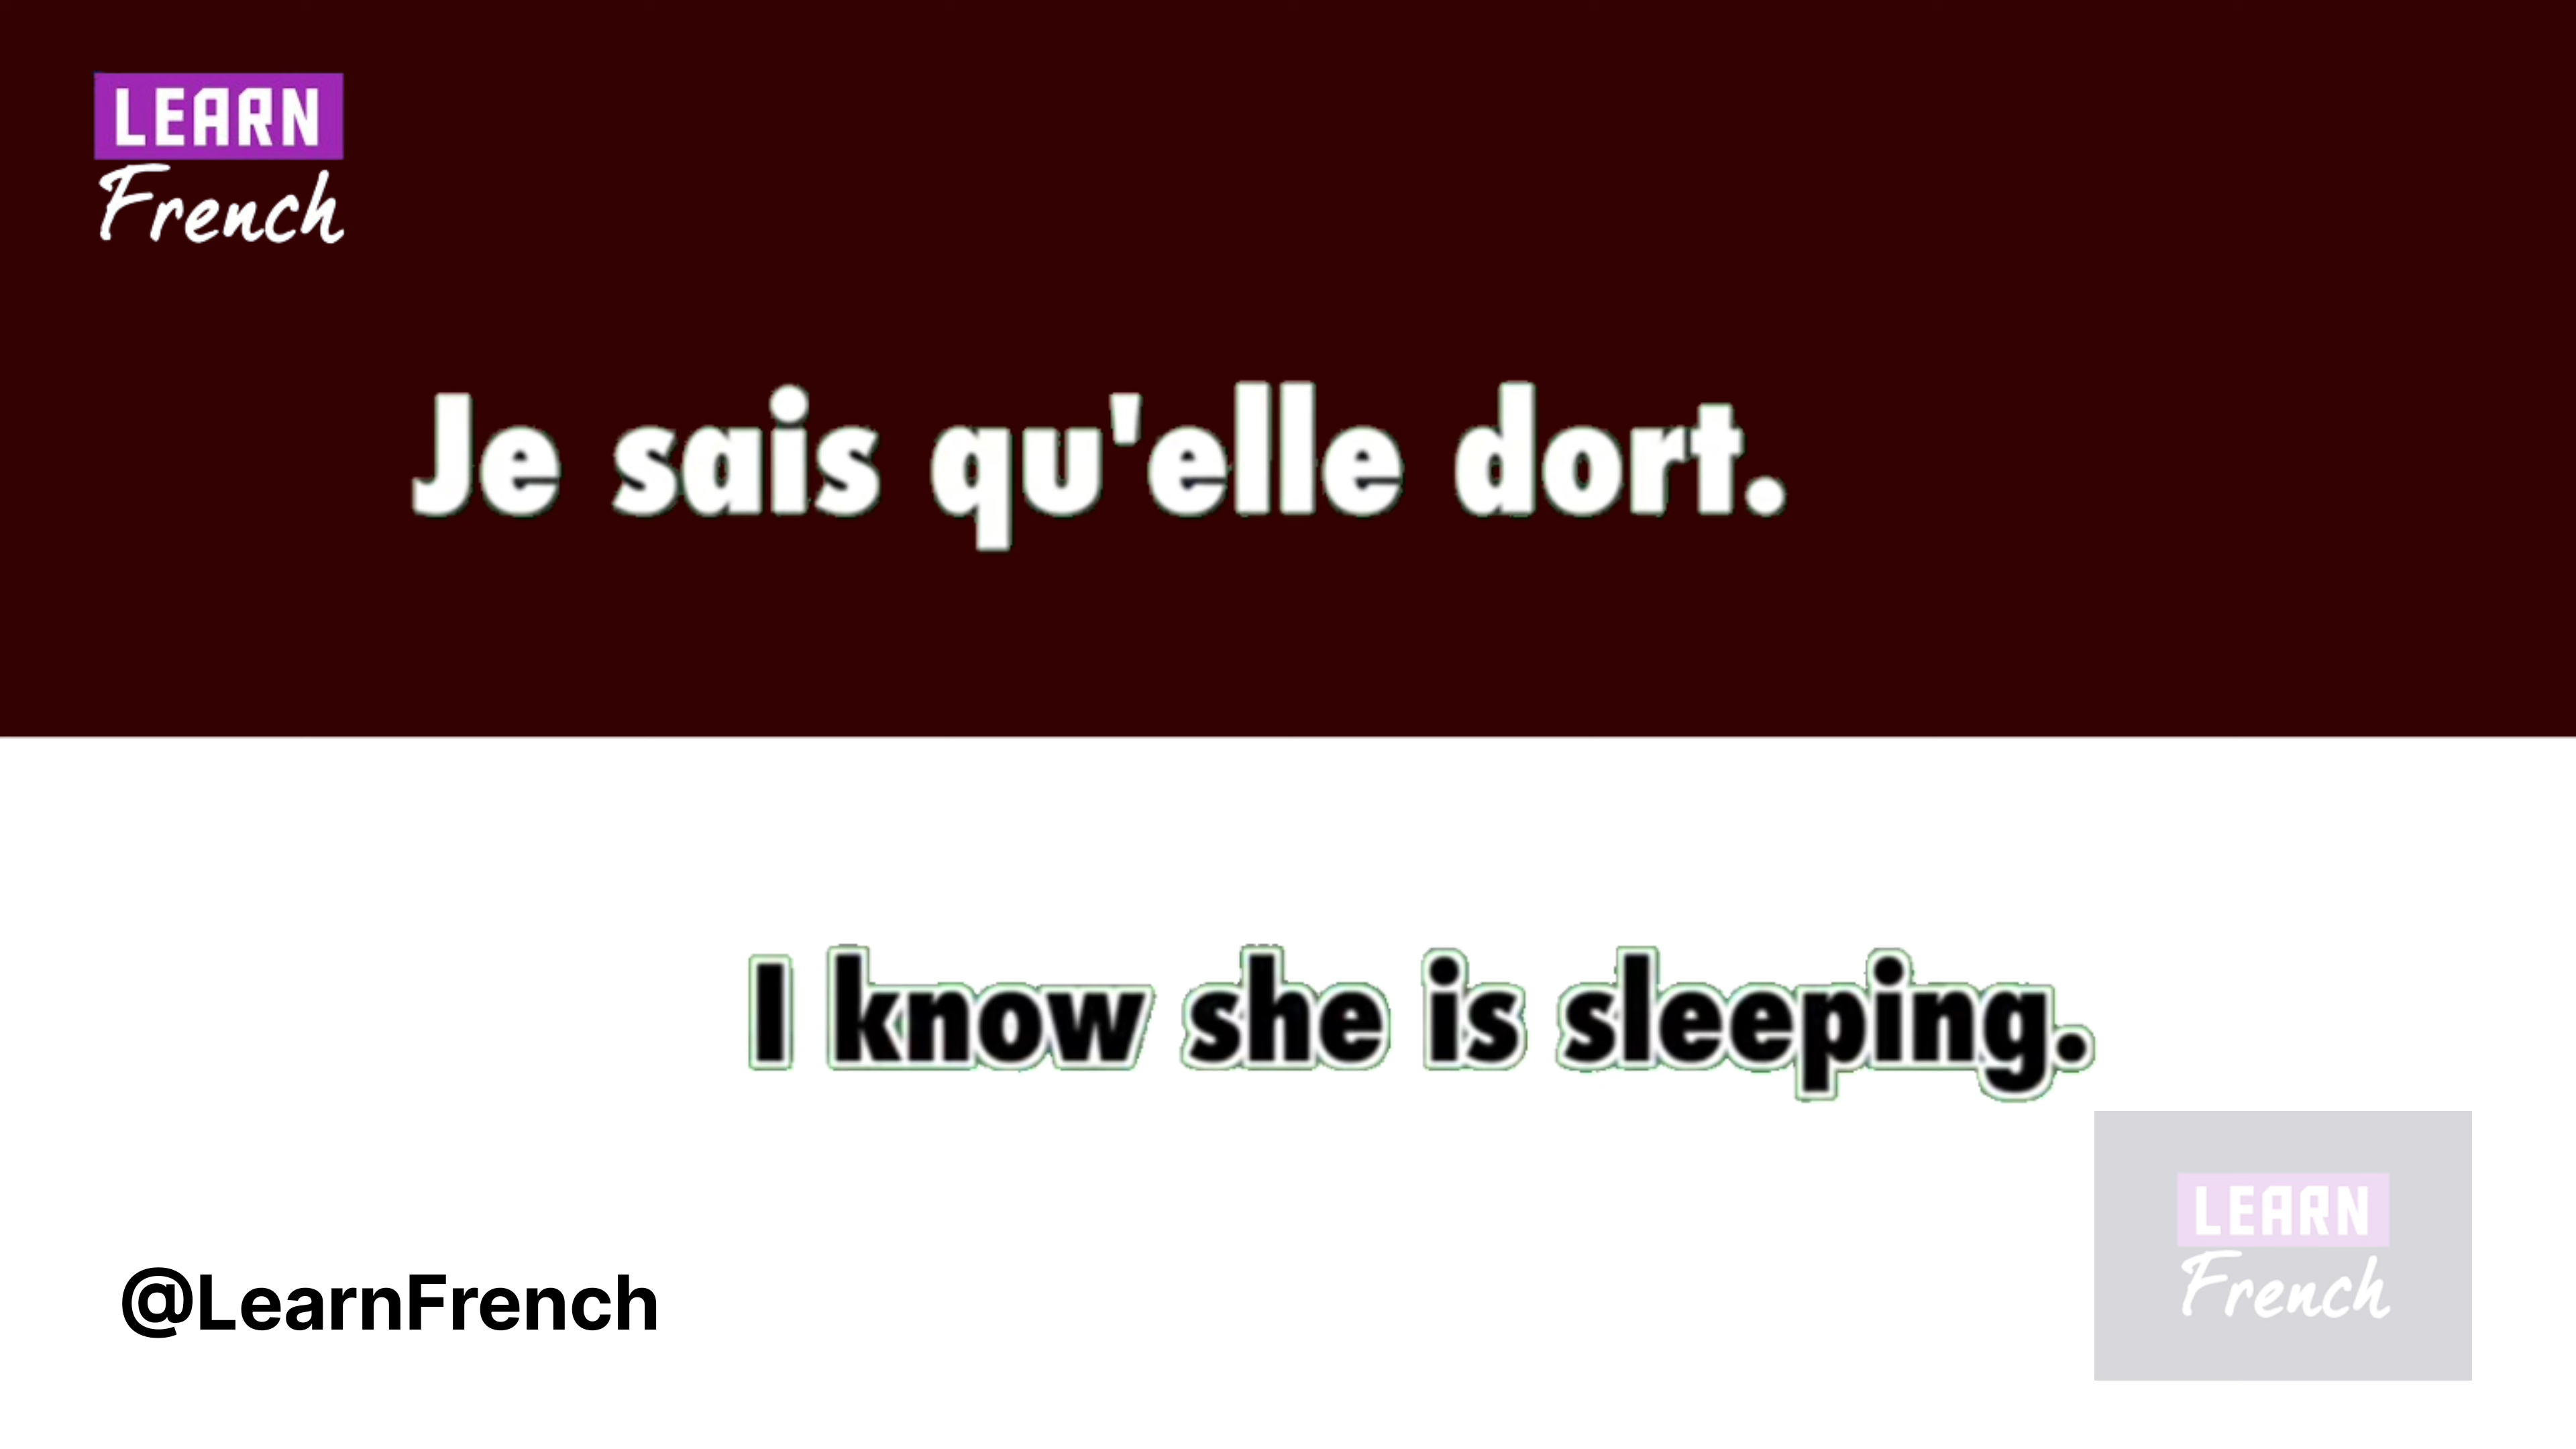 LEARN
French
Je sais qu'elle dort.
I know she is sleeping.
@LearnFrench
LEARN
French